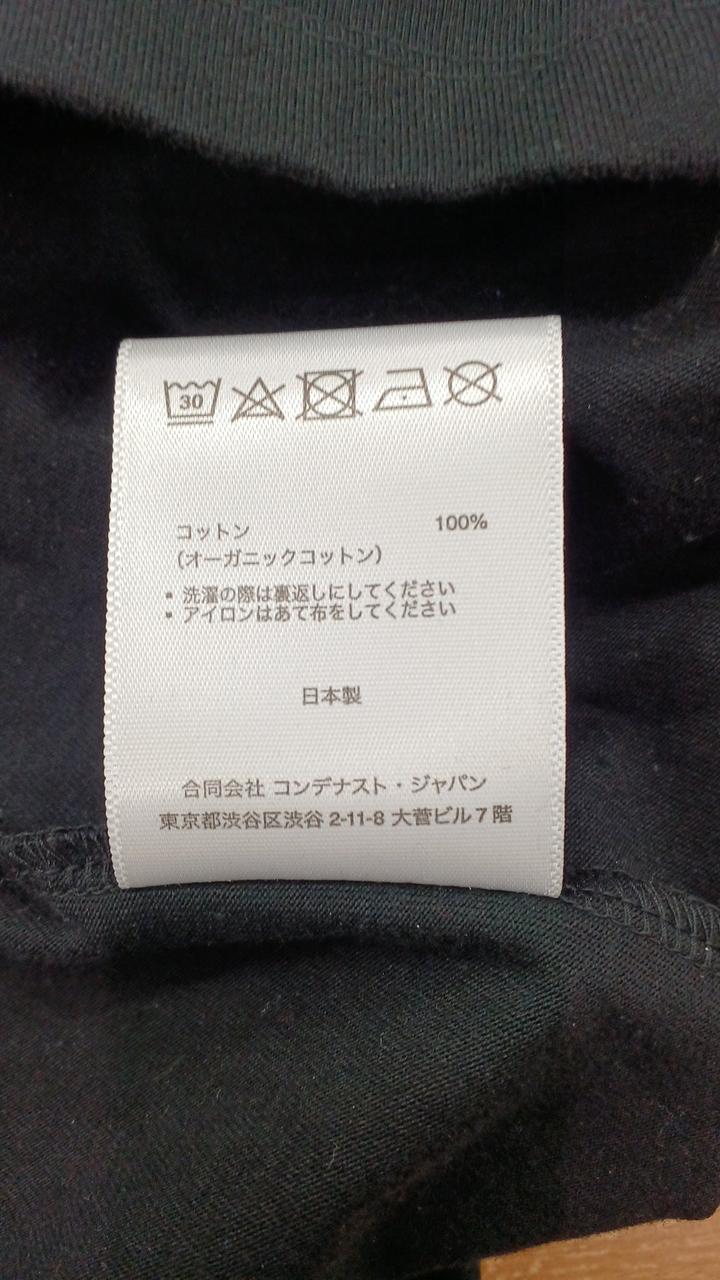 30
コットン 100%
(オーガニックコットン)
▪ 洗濯の際は裏返しにしてください
▪ アイロンはあて布をしてください
日本製
合同会社 コンデナスト・ジャパン
東京都渋谷区渋谷 2-11-8 大菅ビル 7 階